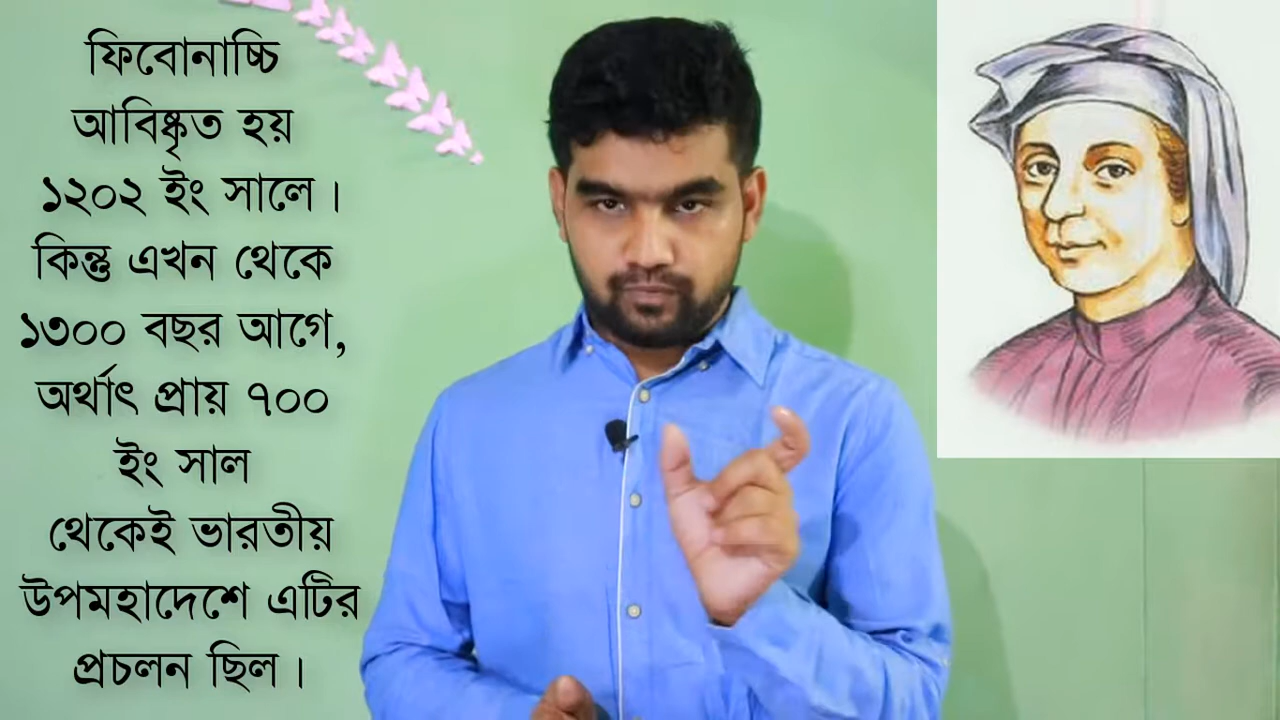 ফিবোনাচ্চি
আবিষ্কৃত হয়
১২০২ ইং সালে।
কিন্তু এখন থেকে
১৩০০ বছর আগে,
অর্থাৎ প্রায় ৭০০
ইং সাল
থেকেই ভারতীয়
উপমহাদেশে এটির
প্রচলন ছিল।